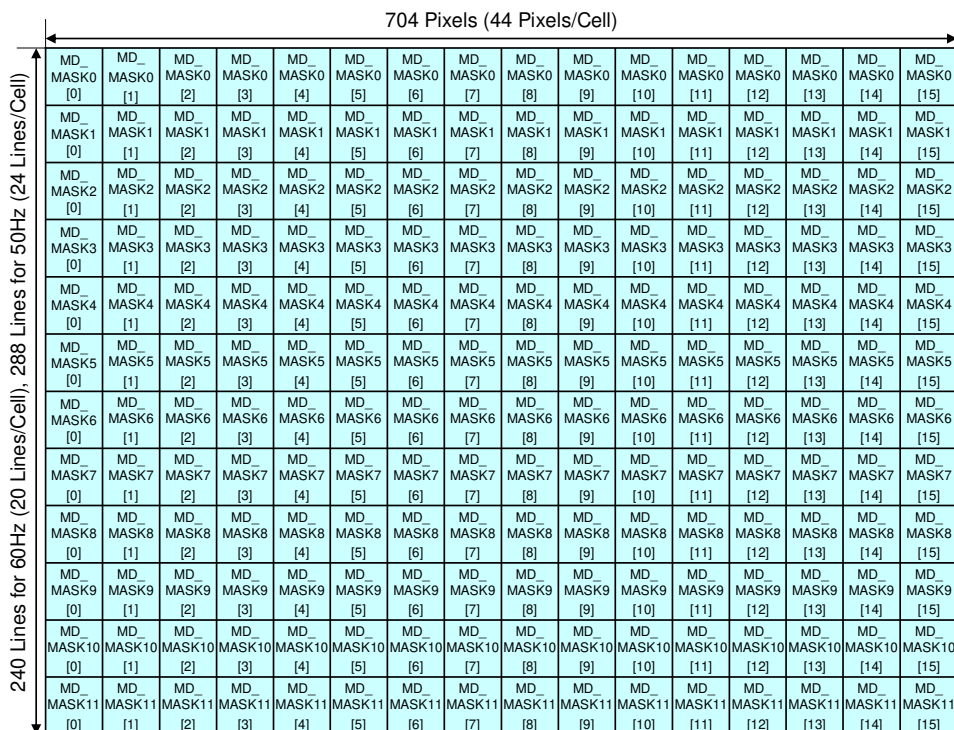 704 Pixels (44 Pixels/Cell)
240 Lines for 60Hz (20 Lines/Cell), 288 Lines for 50Hz (24 Lines/Cell)
MD_ MD_ MD_ MD_ MD_ MD_ MD_ MD_ MD_ MD_ MD_ MD_ MD_ MD_ MD_ MD_
MASK0 MASK0 MASK0 MASK0 MASK0 MASK0 MASK0 MASK0 MASK0 MASK0 MASK0 MASK0 MASK0 MASK0 MASK0 MASK0
[0] [1] [2] [3] [4] [5] [6] [7] [8] [9] [10] [11] [12] [13] [14] [15]
MD_ MD_ MD_ MD_ MD_ MD_ MD_ MD_ MD_ MD_ MD_ MD_ MD_ MD_ MD_ MD_
MASK1 MASK1 MASK1 MASK1 MASK1 MASK1 MASK1 MASK1 MASK1 MASK1 MASK1 MASK1 MASK1 MASK1 MASK1 MASK1
[0] [1] [2] [3] [4] [5] [6] [7] [8] [9] [10] [11] [12] [13] [14] [15]
MD_ MD_ MD_ MD_ MD_ MD_ MD_ MD_ MD_ MD_ MD_ MD_ MD_ MD_ MD_ MD_
MASK2 MASK2 MASK2 MASK2 MASK2 MASK2 MASK2 MASK2 MASK2 MASK2 MASK2 MASK2 MASK2 MASK2 MASK2 MASK2
[0] [1] [2] [3] [4] [5] [6] [7] [8] [9] [10] [11] [12] [13] [14] [15]
MD_ MD_ MD_ MD_ MD_ MD_ MD_ MD_ MD_ MD_ MD_ MD_ MD_ MD_ MD_ MD_
MASK3 MASK3 MASK3 MASK3 MASK3 MASK3 MASK3 MASK3 MASK3 MASK3 MASK3 MASK3 MASK3 MASK3 MASK3 MASK3
[0] [1] [2] [3] [4] [5] [6] [7] [8] [9] [10] [11] [12] [13] [14] [15]
MD_ MD_ MD_ MD_ MD_ MD_ MD_ MD_ MD_ MD_ MD_ MD_ MD_ MD_ MD_ MD_
MASK4 MASK4 MASK4 MASK4 MASK4 MASK4 MASK4 MASK4 MASK4 MASK4 MASK4 MASK4 MASK4 MASK4 MASK4 MASK4
[0] [1] [2] [3] [4] [5] [6] [7] [8] [9] [10] [11] [12] [13] [14] [15]
MD_ MD_ MD_ MD_ MD_ MD_ MD_ MD_ MD_ MD_ MD_ MD_ MD_ MD_ MD_ MD_
MASK5 MASK5 MASK5 MASK5 MASK5 MASK5 MASK5 MASK5 MASK5 MASK5 MASK5 MASK5 MASK5 MASK5 MASK5 MASK5
[0] [1] [2] [3] [4] [5] [6] [7] [8] [9] [10] [11] [12] [13] [14] [15]
MD_ MD_ MD_ MD_ MD_ MD_ MD_ MD_ MD_ MD_ MD_ MD_ MD_ MD_ MD_ MD_
MASK6 MASK6 MASK6 MASK6 MASK6 MASK6 MASK6 MASK6 MASK6 MASK6 MASK6 MASK6 MASK6 MASK6 MASK6 MASK6
[0] [1] [2] [3] [4] [5] [6] [7] [8] [9] [10] [11] [12] [13] [14] [15]
MD_ MD_ MD_ MD_ MD_ MD_ MD_ MD_ MD_ MD_ MD_ MD_ MD_ MD_ MD_ MD_
MASK7 MASK7 MASK7 MASK7 MASK7 MASK7 MASK7 MASK7 MASK7 MASK7 MASK7 MASK7 MASK7 MASK7 MASK7 MASK7
[0] [1] [2] [3] [4] [5] [6] [7] [8] [9] [10] [11] [12] [13] [14] [15]
MD_ MD_ MD_ MD_ MD_ MD_ MD_ MD_ MD_ MD_ MD_ MD_ MD_ MD_ MD_ MD_
MASK8 MASK8 MASK8 MASK8 MASK8 MASK8 MASK8 MASK8 MASK8 MASK8 MASK8 MASK8 MASK8 MASK8 MASK8 MASK8
[0] [1] [2] [3] [4] [5] [6] [7] [8] [9] [10] [11] [12] [13] [14] [15]
MD_ MD_ MD_ MD_ MD_ MD_ MD_ MD_ MD_ MD_ MD_ MD_ MD_ MD_ MD_ MD_
MASK9 MASK9 MASK9 MASK9 MASK9 MASK9 MASK9 MASK9 MASK9 MASK9 MASK9 MASK9 MASK9 MASK9 MASK9 MASK9
[0] [1] [2] [3] [4] [5] [6] [7] [8] [9] [10] [11] [12] [13] [14] [15]
MD_ MD_ MD_ MD_ MD_ MD_ MD_ MD_ MD_ MD_ MD_ MD_ MD_ MD_ MD_ MD_
MASK10 MASK10 MASK10 MASK10 MASK10 MASK10 MASK10 MASK10 MASK10 MASK10 MASK10 MASK10 MASK10 MASK10 MASK10 MASK10
[0] [1] [2] [3] [4] [5] [6] [7] [8] [9] [10] [11] [12] [13] [14] [15]
MD_ MD_ MD_ MD_ MD_ MD_ MD_ MD_ MD_ MD_ MD_ MD_ MD_ MD_ MD_ MD_
MASK11 MASK11 MASK11 MASK11 MASK11 MASK11 MASK11 MASK11 MASK11 MASK11 MASK11 MASK11 MASK11 MASK11 MASK11 MASK11
[0] [1] [2] [3] [4] [5] [6] [7] [8] [9] [10] [11] [12] [13] [14] [15]